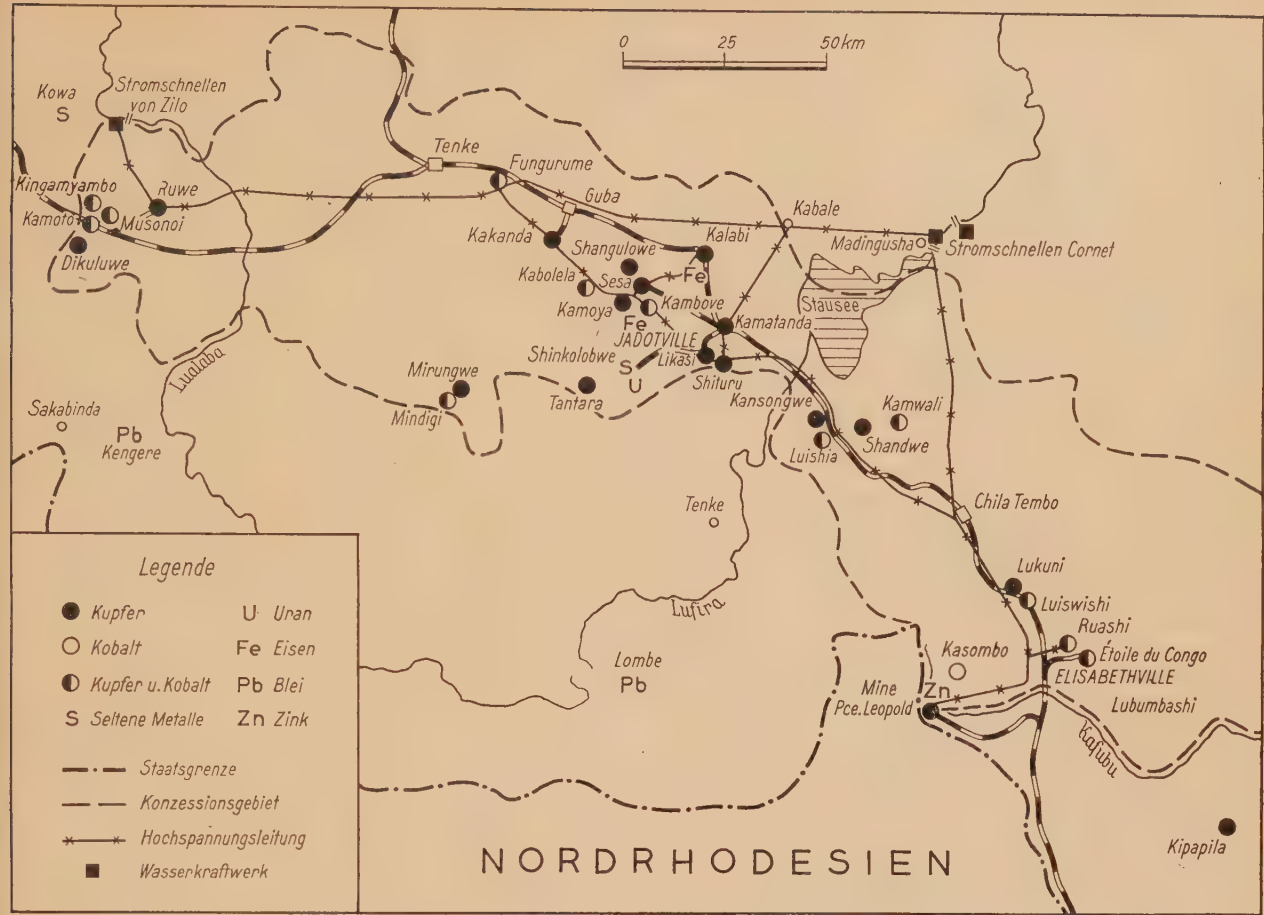 0 25 50 km
Kowa
S
Stromschnellen
von Zilo
Tenke
Fungurume
Guba
Kingamyambo
Ruwe
Kamoto
Musonoi
Dikuluwe
Kakanda
Shangulowe
Kalabi
Kabale
Madingusha
Stromschnellen Cornet
Kabolela
Sesa
Fe
Kamoya
Kambove
Fe
Stausee
Kamatanda
JADOTVILLE
Likasi
Shinkolobwe
S
U
Shituru
Lualaba
Mirungwe
Mindigi
Tantara
Kansongwe
Kamwali
Shandwe
Luishia
Sakabinda
Pb
Kengere
Tenke
Chila Tembo
Lufira
Lukuni
Luiswishi
Ruashi
Étoile du Congo
ELISABETHVILLE
Kasombo
Lombe
Pb
Mine
Pce. Leopold
Zn
Lubumbashi
Kafubu
Kipapila
NORDRHODESIEN
Legende
Kupfer
U Uran
Kobalt
Fe Eisen
Kupfer u. Kobalt
Pb Blei
S Seltene Metalle
Zn Zink
Staatsgrenze
Konzessionsgebiet
Hochspannungsleitung
Wasserkraftwerk